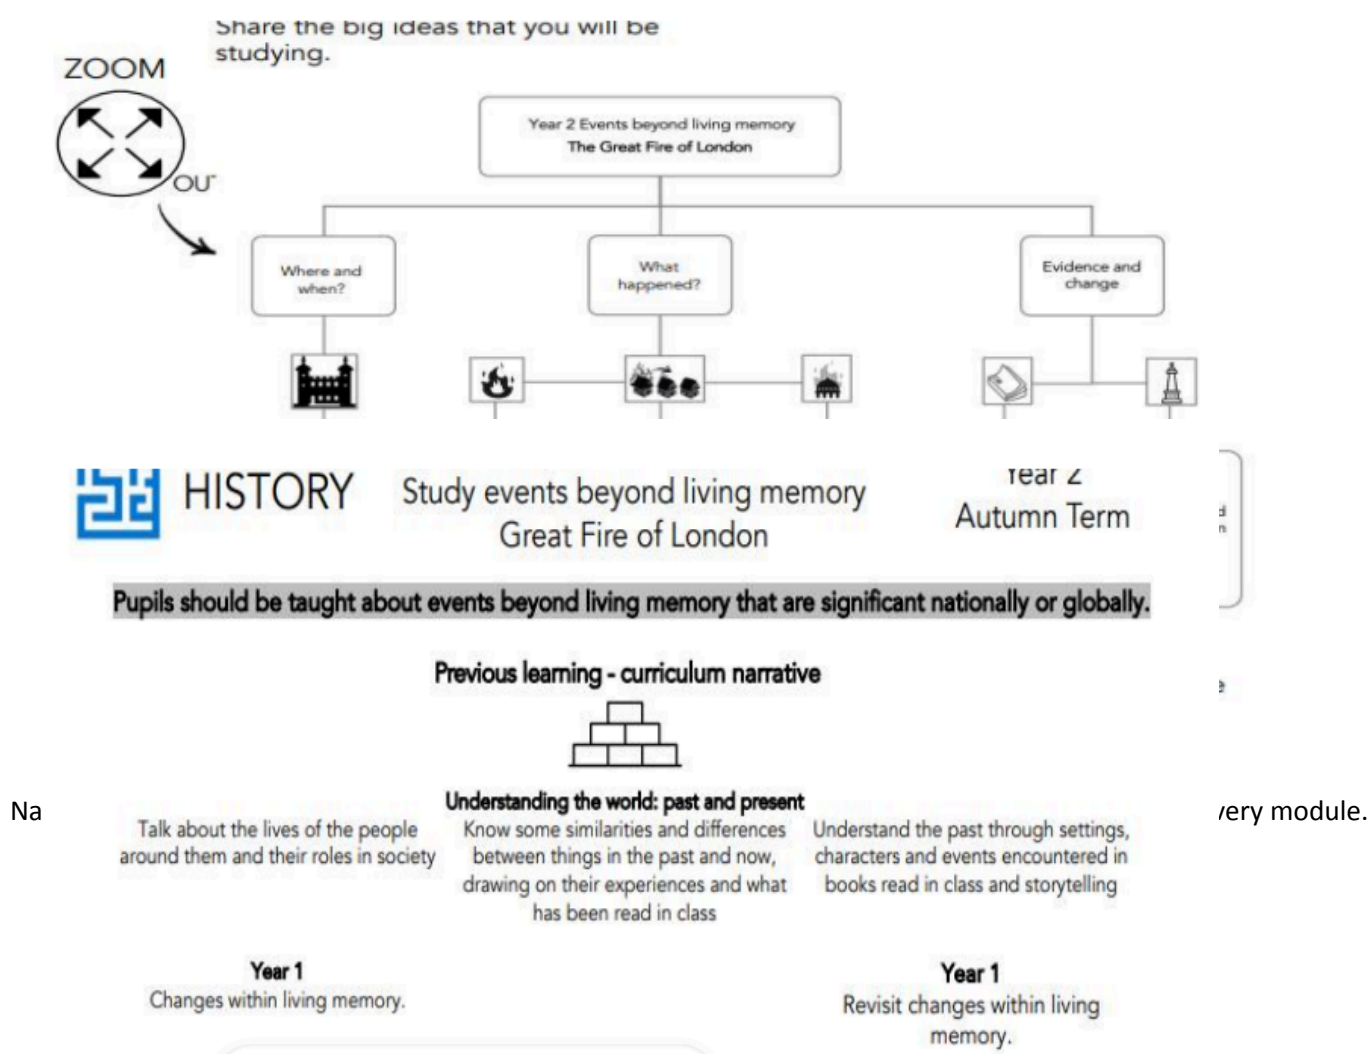 Share the big ideas that you will be
studying.
ZOOM
OU
Year 2 Events beyond living memory
The Great Fire of London
Where and
when?
What
happened?
Evidence and
change
HISTORY
Study events beyond living memory
Great Fire of London
Year 2
Autumn Term
Pupils should be taught about events beyond living memory that are significant nationally or globally.
Previous learning - curriculum narrative
Understanding the world: past and present
Na
very module.
Talk about the lives of the people
around them and their roles in society
Know some similarities and differences
between things in the past and now,
drawing on their experiences and what
has been read in class
Understand the past through settings,
characters and events encountered in
books read in class and storytelling
Year 1
Changes within living memory.
Year 1
Revisit changes within living
memory.